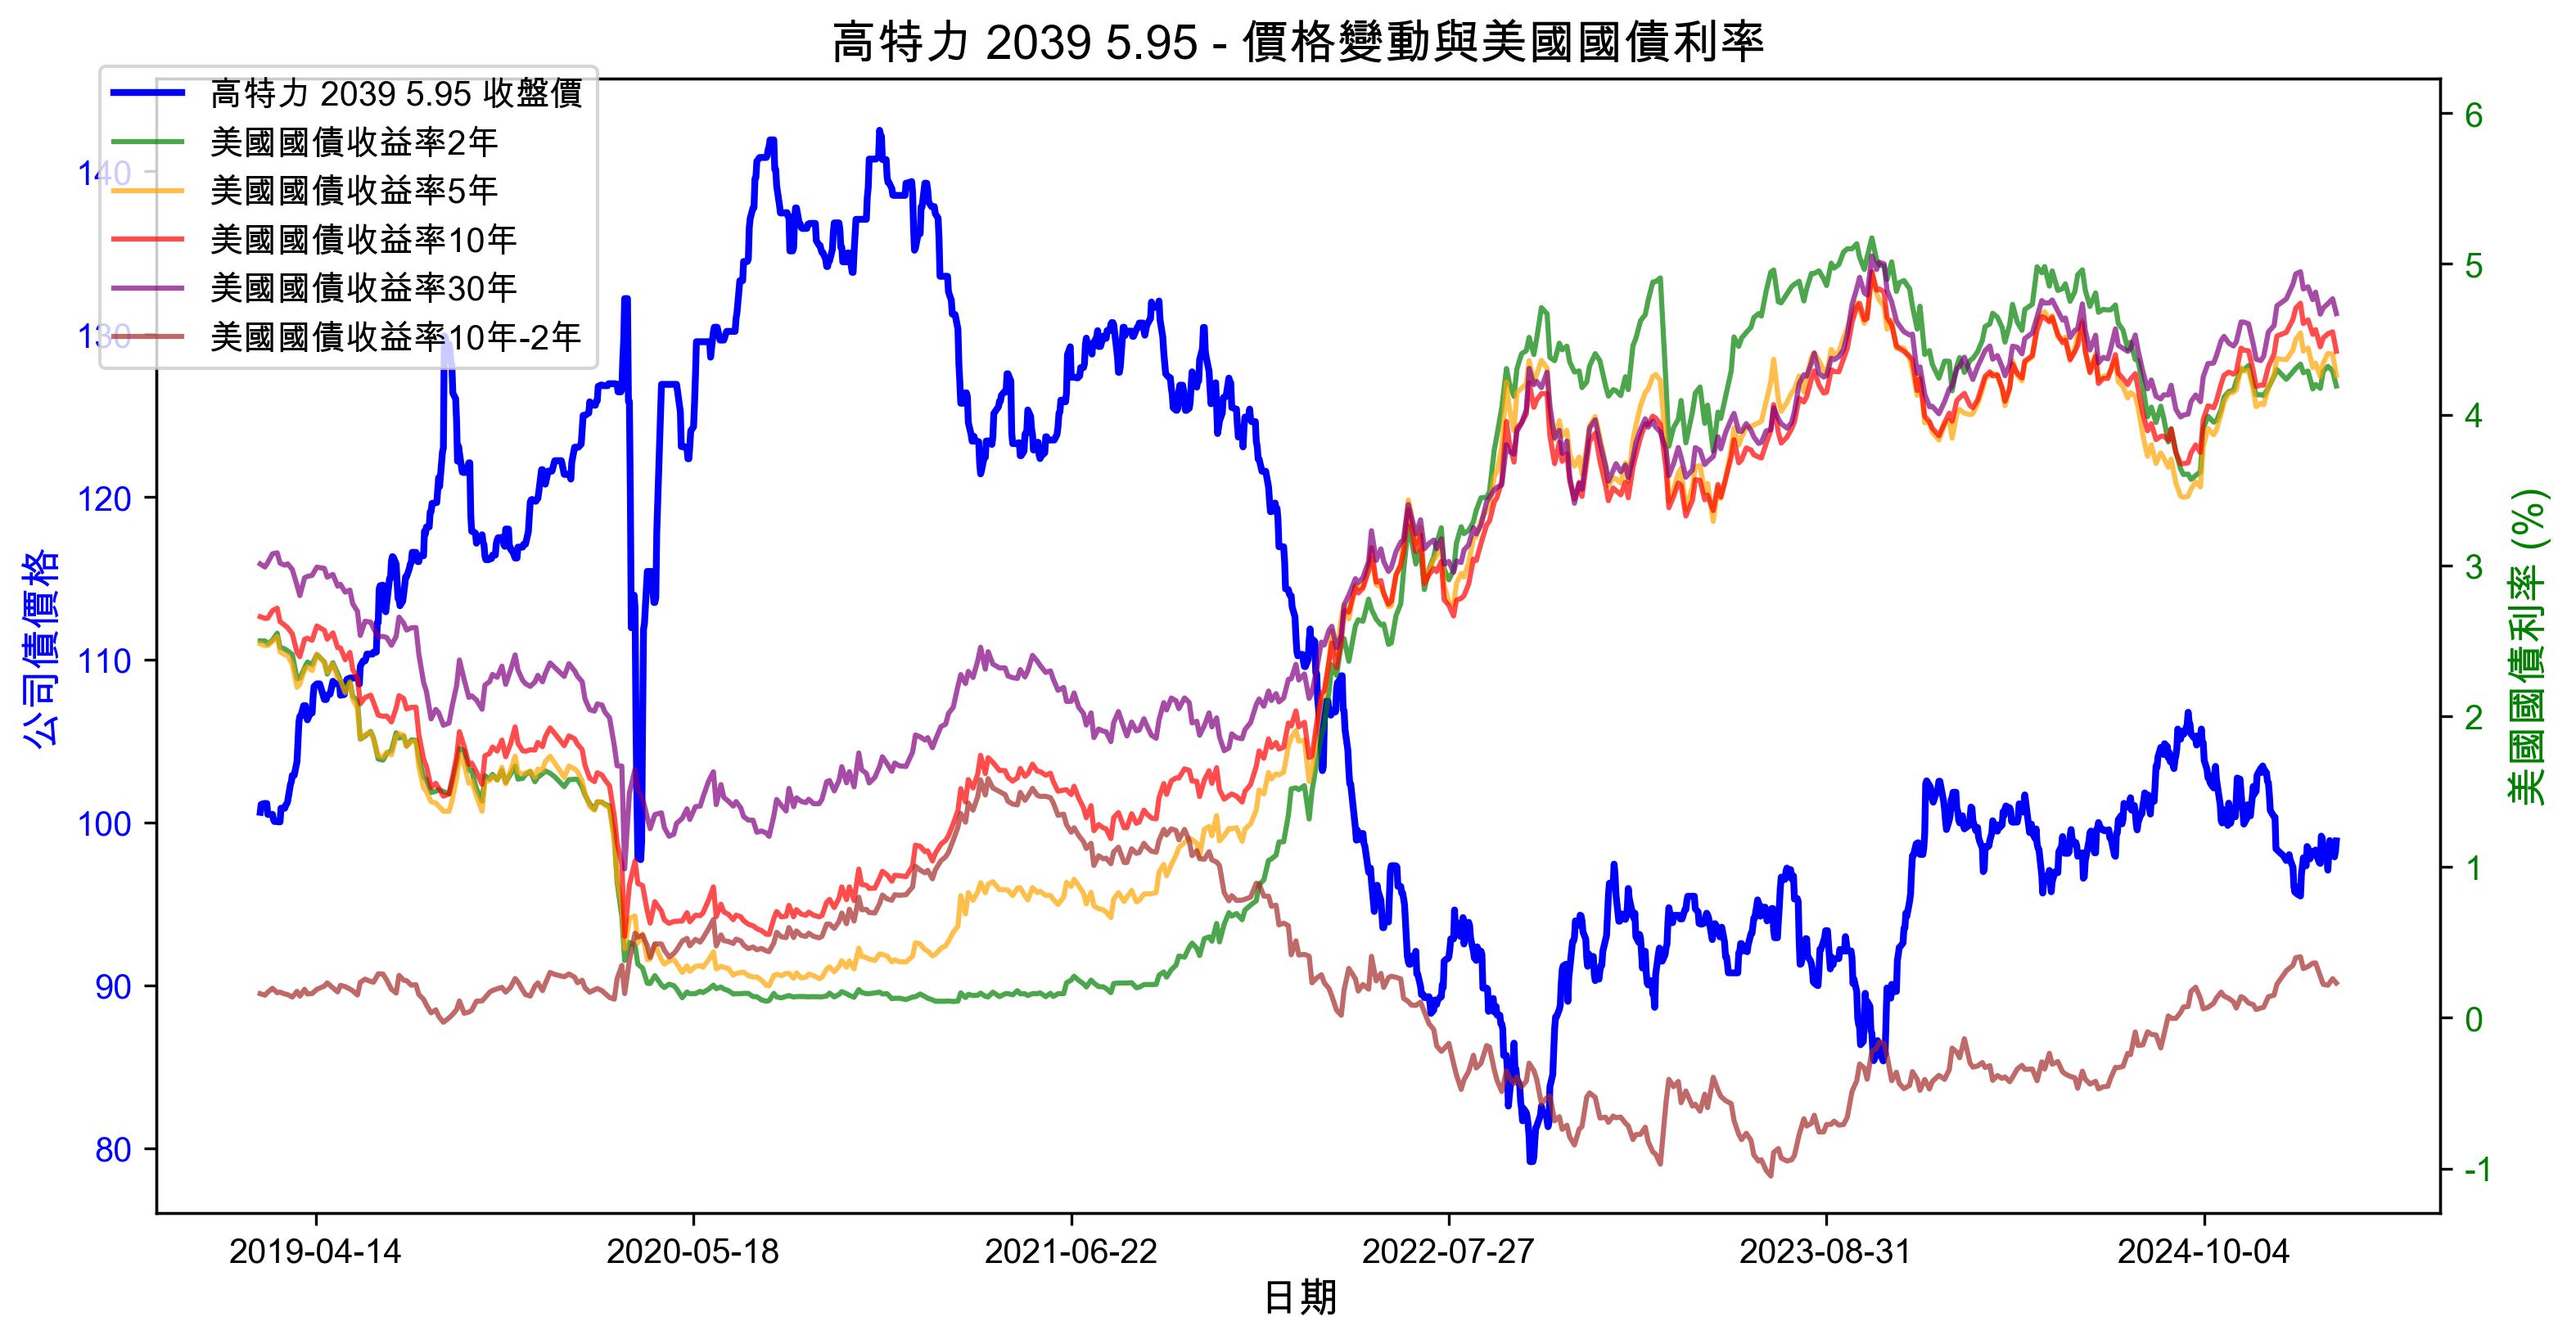 高特力 2039 5.95 - 價格變動與美國國債利率
高特力 2039 5.95 收盤價
美國國債收益率2年
美國國債收益率5年
美國國債收益率10年
美國國債收益率30年
美國國債收益率10年-2年
公司債價格
140
130
120
110
100
90
80
美國國債利率 (%)
6
5
4
3
2
1
0
-1
2019-04-14
2020-05-18
2021-06-22
2022-07-27
2023-08-31
2024-10-04
日期